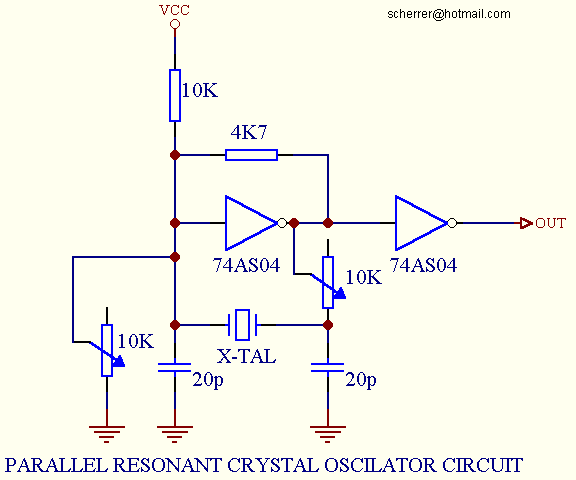 VCC
scherrer@hotmail.com
10K
4K7
OUT
74AS04
74AS04
10K
10K
X-TAL
20p
20p
PARALLEL RESONANT CRYSTAL OSCILATOR CIRCUIT